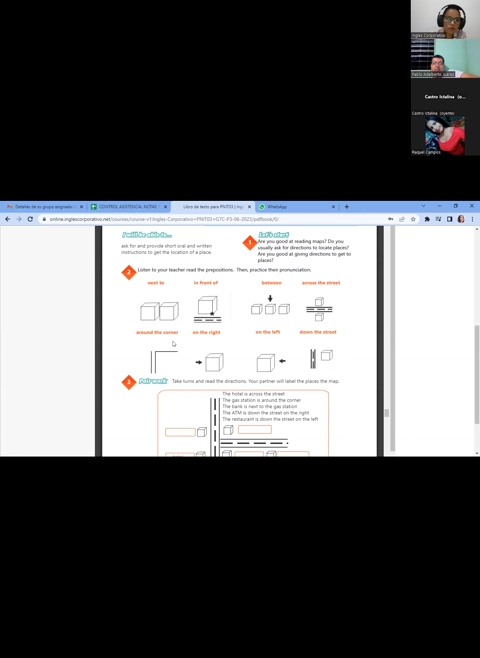 Ingles Corporativo
Pablo Adalberto Juarez
Castro Ictalina (o...
Castro Ictalina (oyente)
Raquel Campos
Detalles de su grupo asignado
CONTROL ASISTENCIA, NOTAS
Libro de texto para PNIT03 | Ing
WhatsApp
online.inglescorporativo.net/courses/course-v1:Ingles-Corporativo+PNIT03+GTC-P3-06-2023/pdfbook/0/
I will be able to...
ask for and provide short oral and written
instructions to get the location of a place.
Let's start
1
Are you good at reading maps? Do you
usually ask for directions to locate places?
Are you good at giving directions to get to
places?
2
Listen to your teacher read the prepositions. Then, practice their pronunciation.
next to
in front of
between
across the street
around the corner
on the right
on the left
down the street
3
Pair work
Take turns and read the directions. Your partner will label the places the map.
The hotel is across the street
The gas station is around the corner
The bank is next to the gas station
The ATM is down the street on the right
The restaurant is down the street on the left